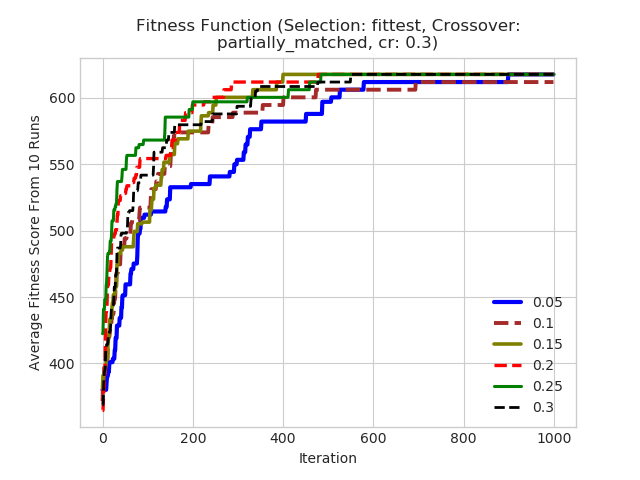 Fitness Function (Selection: fittest, Crossover:
partially_matched, cr: 0.3)
Average Fitness Score From 10 Runs
600
550
500
450
400
0.05
0.1
0.15
0.2
0.25
0.3
0 200 400 600 800 1000
Iteration